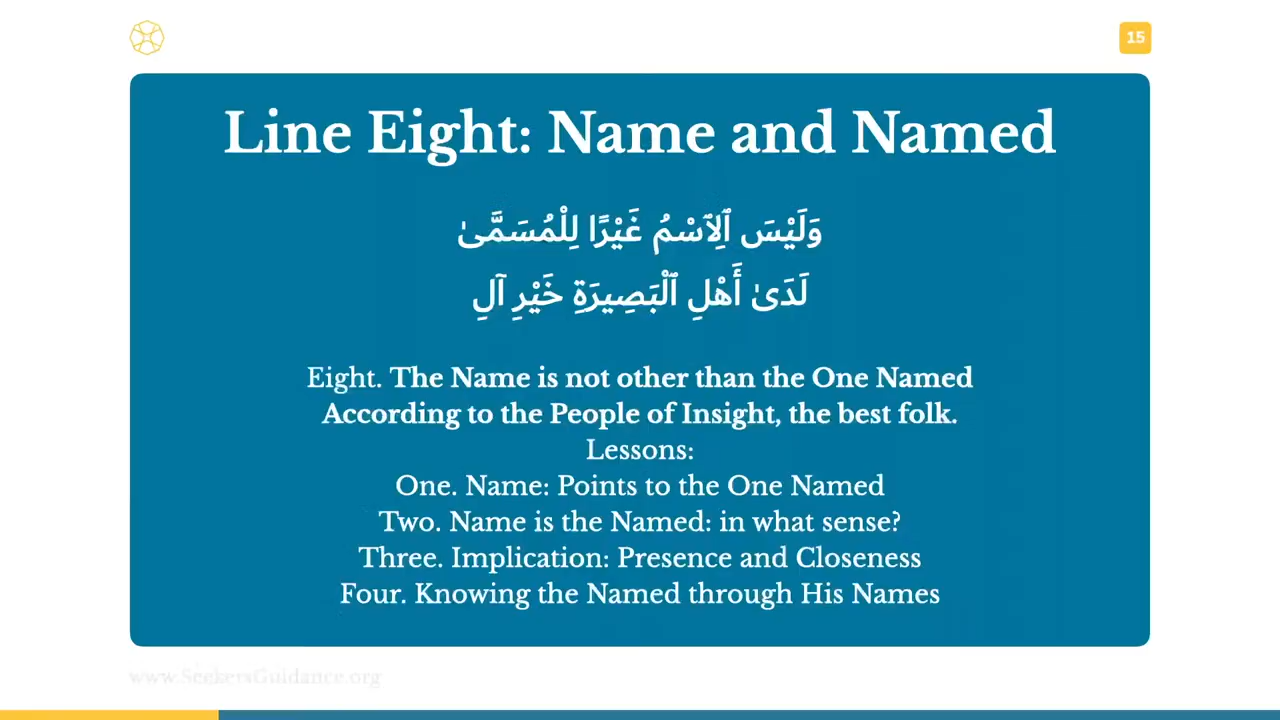 15
Line Eight: Name and Named
وَلَيْسَ ٱلِٱسْمُ غَيْرًا لِلْمُسَمَّىٰ
لَدَىٰ أَهْلِ ٱلْبَصِيرَةِ خَيْرِ آلِ
Eight. The Name is not other than the One Named
According to the People of Insight, the best folk.
Lessons:
One. Name: Points to the One Named
Two. Name is the Named: in what sense?
Three. Implication: Presence and Closeness
Four. Knowing the Named through His Names
www.SeekersGuidance.org